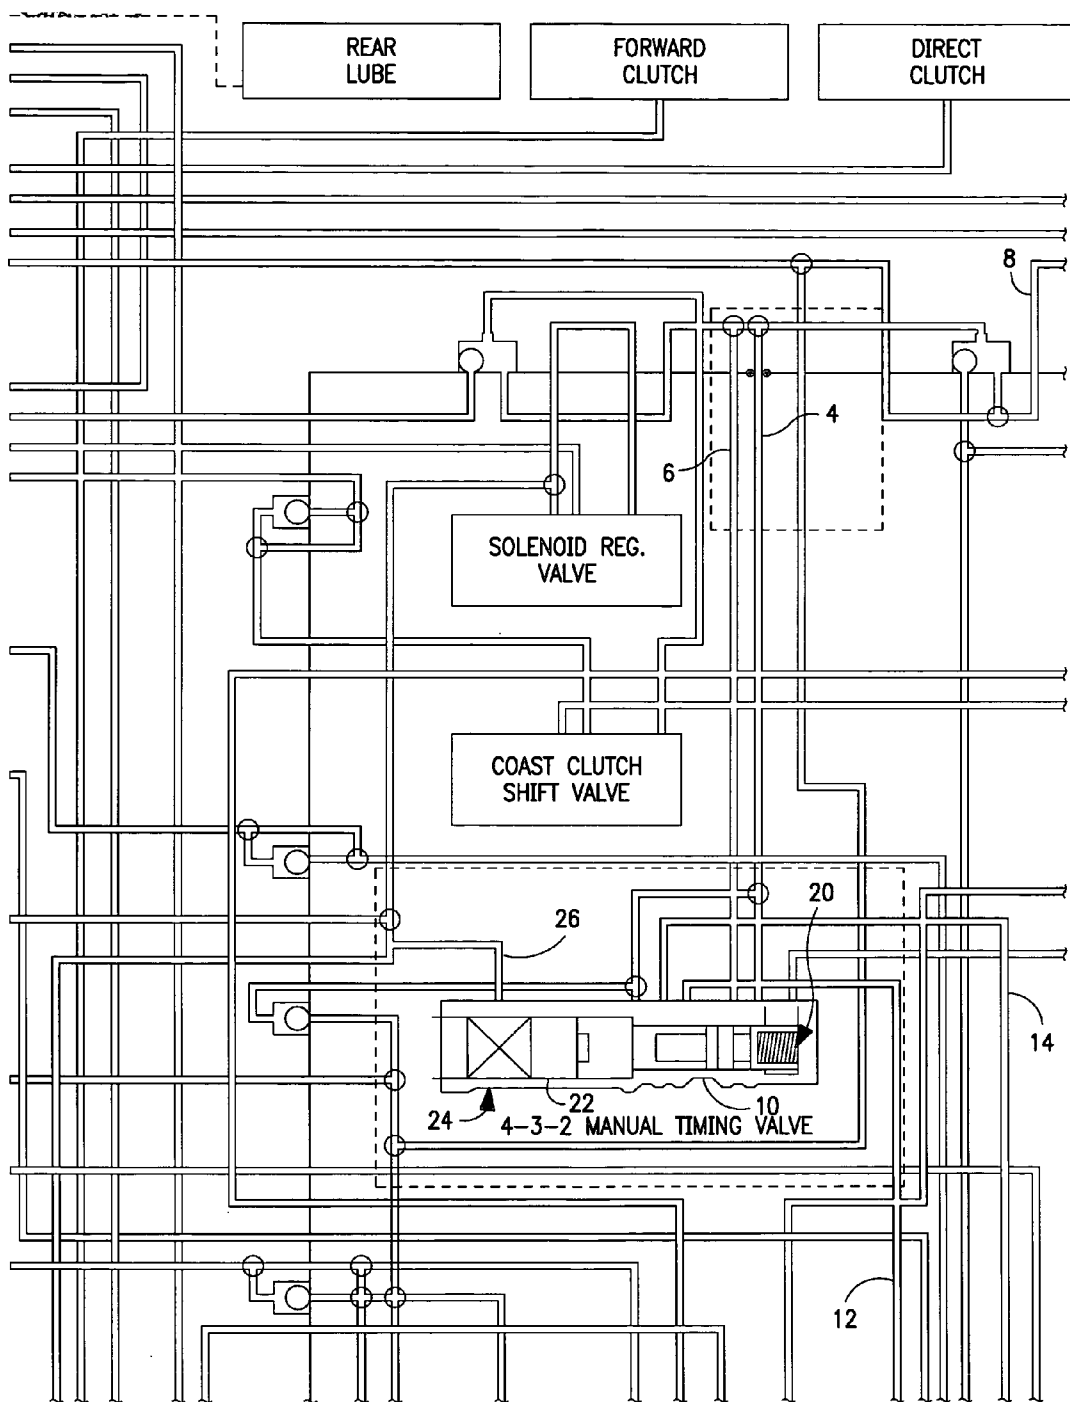 REAR
LUBE
FORWARD
CLUTCH
DIRECT
CLUTCH
8
4
6
SOLENOID REG.
VALVE
COAST CLUTCH
SHIFT VALVE
20
26
14
24
22
10
4-3-2 MANUAL TIMING VALVE
12